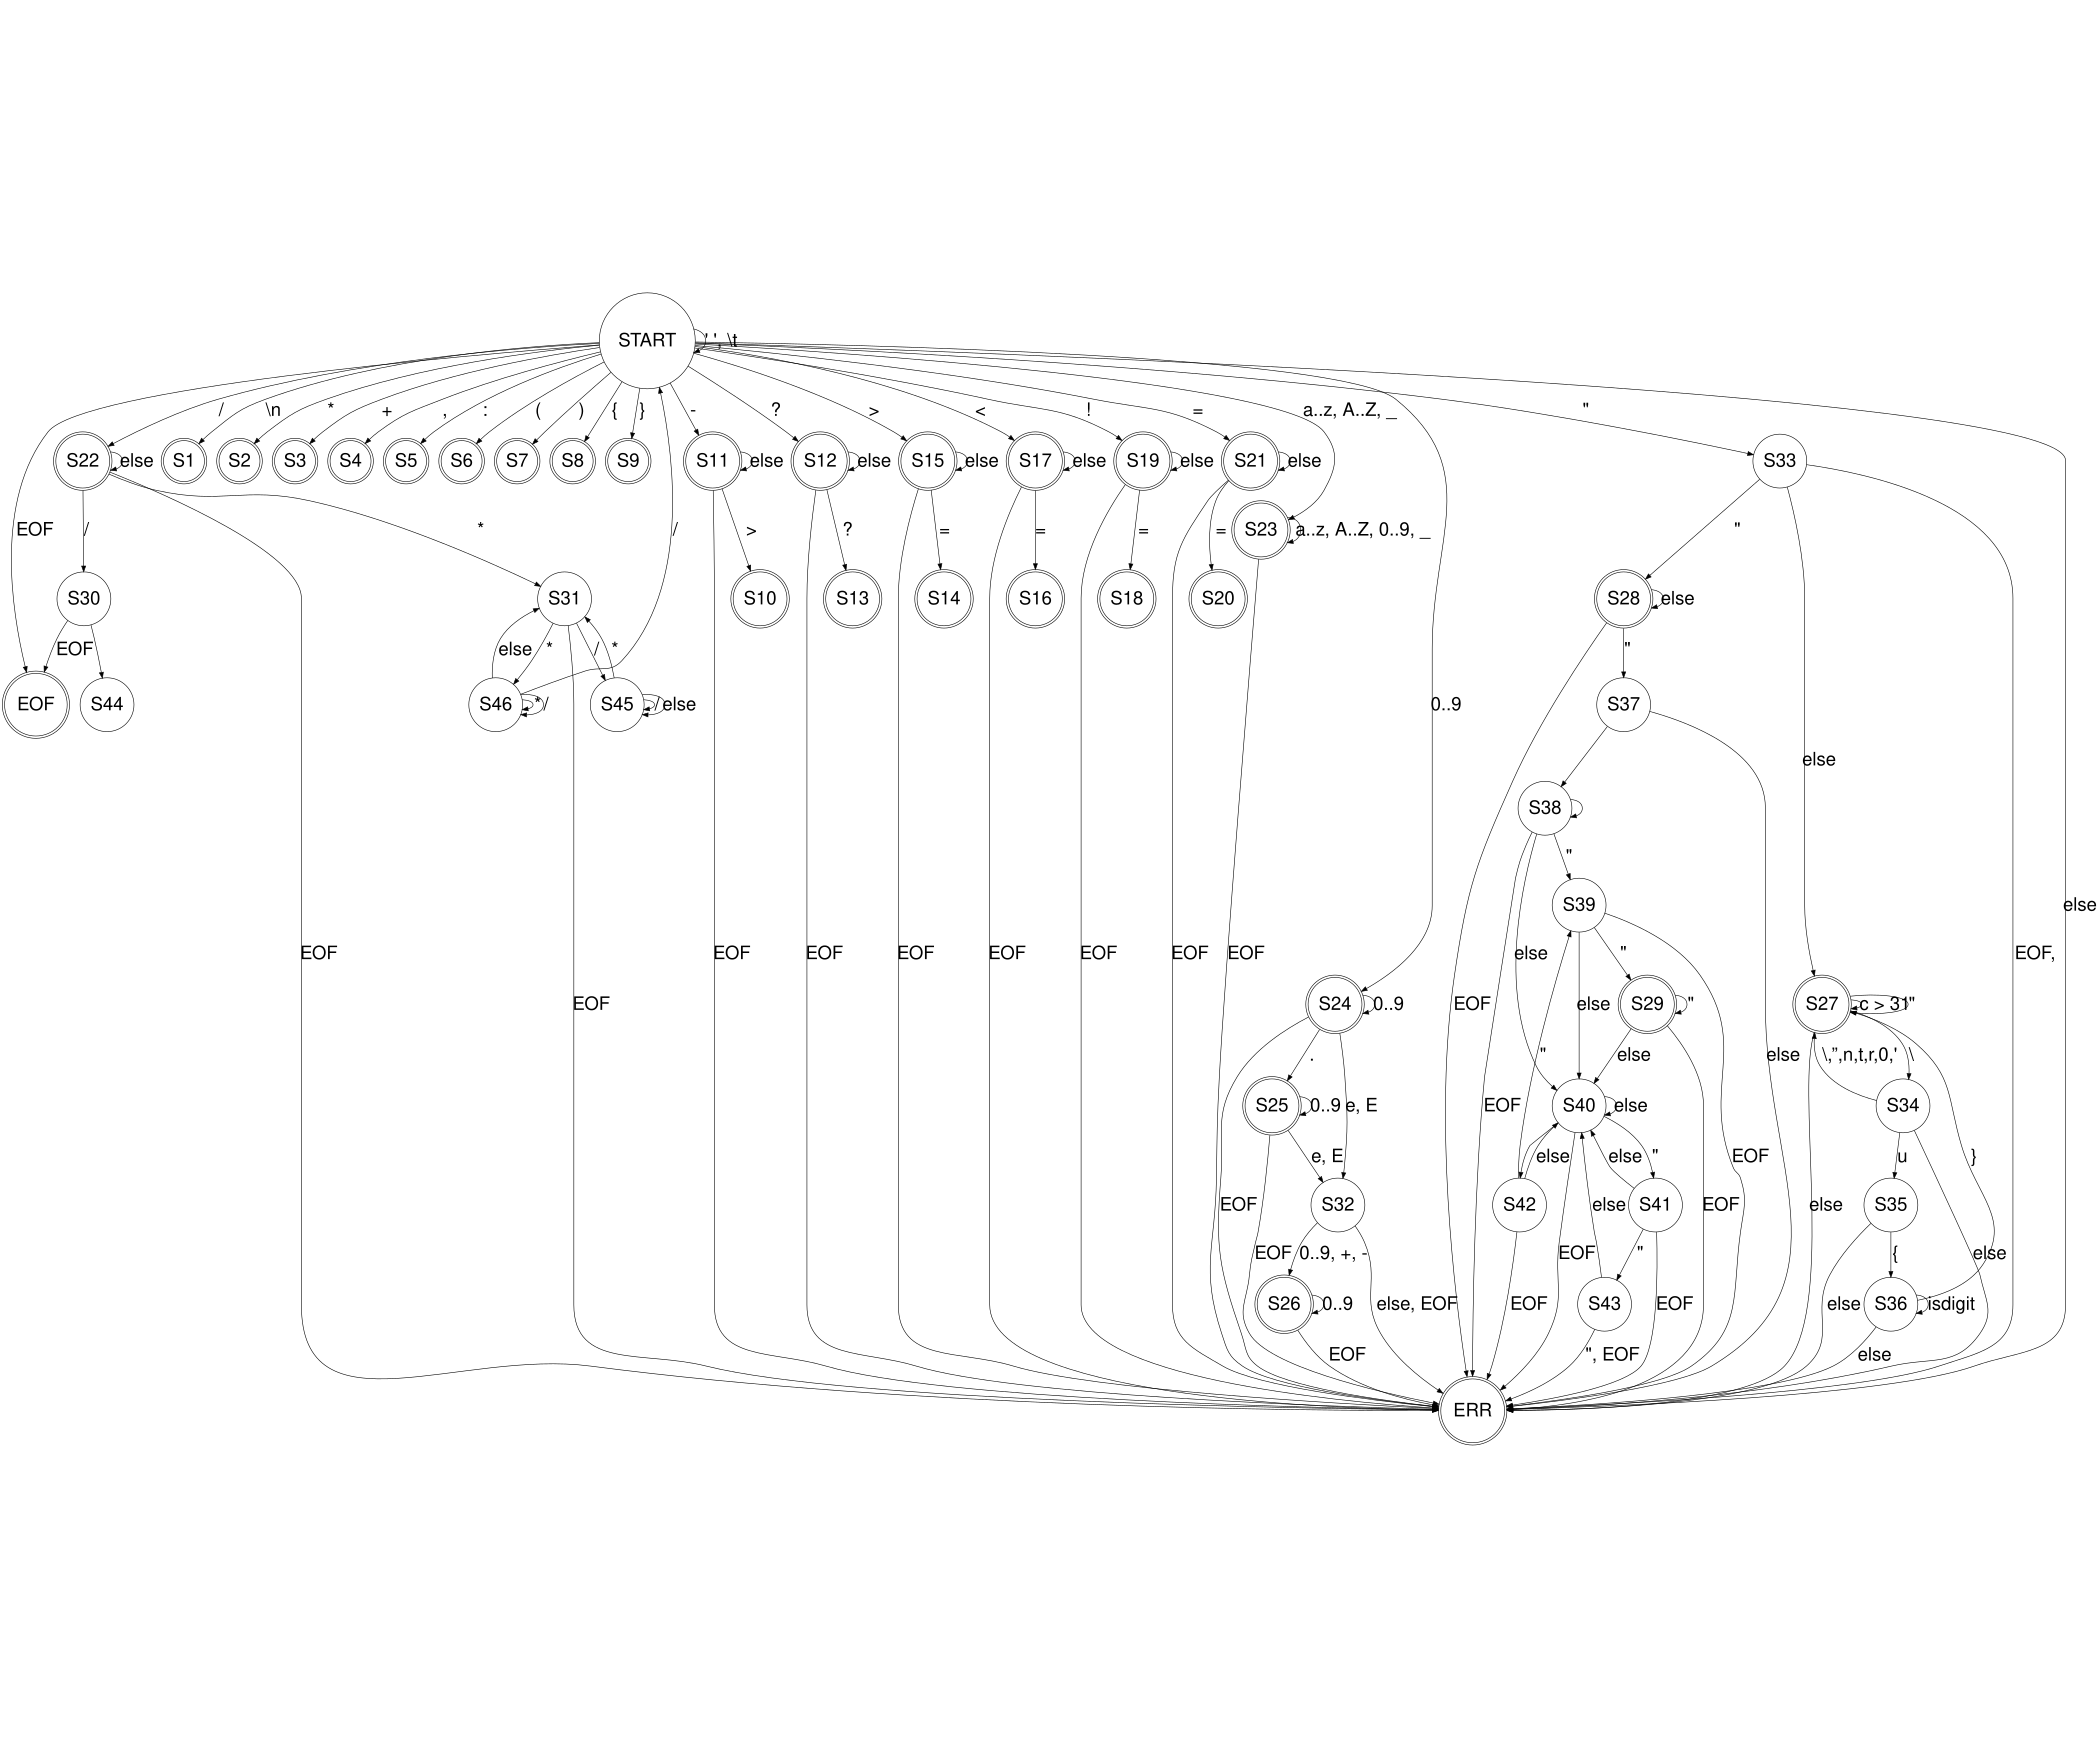 START
' ', \t
/
\n
*
+
,
:
(
)
{
}
-
?
>
<
!
=
a..z, A..Z, _
"
S22
else
S1
S2
S3
S4
S5
S6
S7
S8
S9
S11
else
S12
else
S15
else
S17
else
S19
else
S21
else
S33
EOF
/
*
/
>
?
=
=
=
=
S23
a..z, A..Z, 0..9, _
"
S30
S31
S10
S13
S14
S16
S18
S20
S28
else
EOF
else
*
/
*
"
EOF
S44
S46
*
/
S45
/
else
0..9
S37
else
S38
"
S39
else
EOF
EOF
EOF
EOF
EOF
EOF
EOF
EOF
else
"
EOF,
EOF
S24
0..9
EOF
else
S29
"
S27
c > 31
"
.
"
else
else
\,",n,t,r,0,'
\
S25
0..9
e, E
EOF
S40
else
S34
e, E
else
else
"
EOF
u
}
EOF
S32
S42
S41
EOF
else
S35
else
EOF
0..9, +, -
EOF
"
{
else
S26
0..9
else, EOF
EOF
S43
EOF
else
S36
isdigit
EOF
", EOF
else
ERR